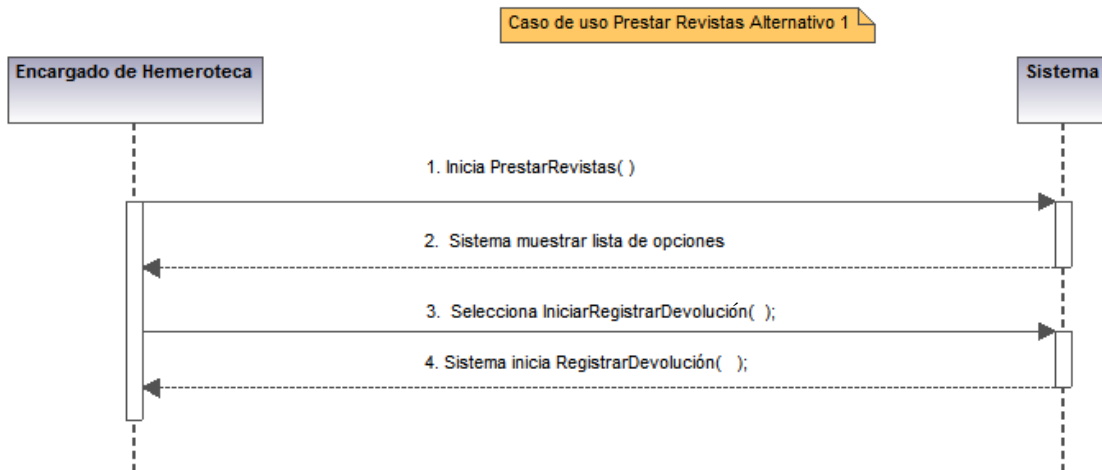 Caso de uso Prestar Revistas Alternativo 1
Encargado de Hemeroteca
Sistema
1. Inicia PrestarRevistas( )
2. Sistema muestrar lista de opciones
3. Selecciona IniciarRegistrarDevolución( );
4. Sistema inicia RegistrarDevolución( );